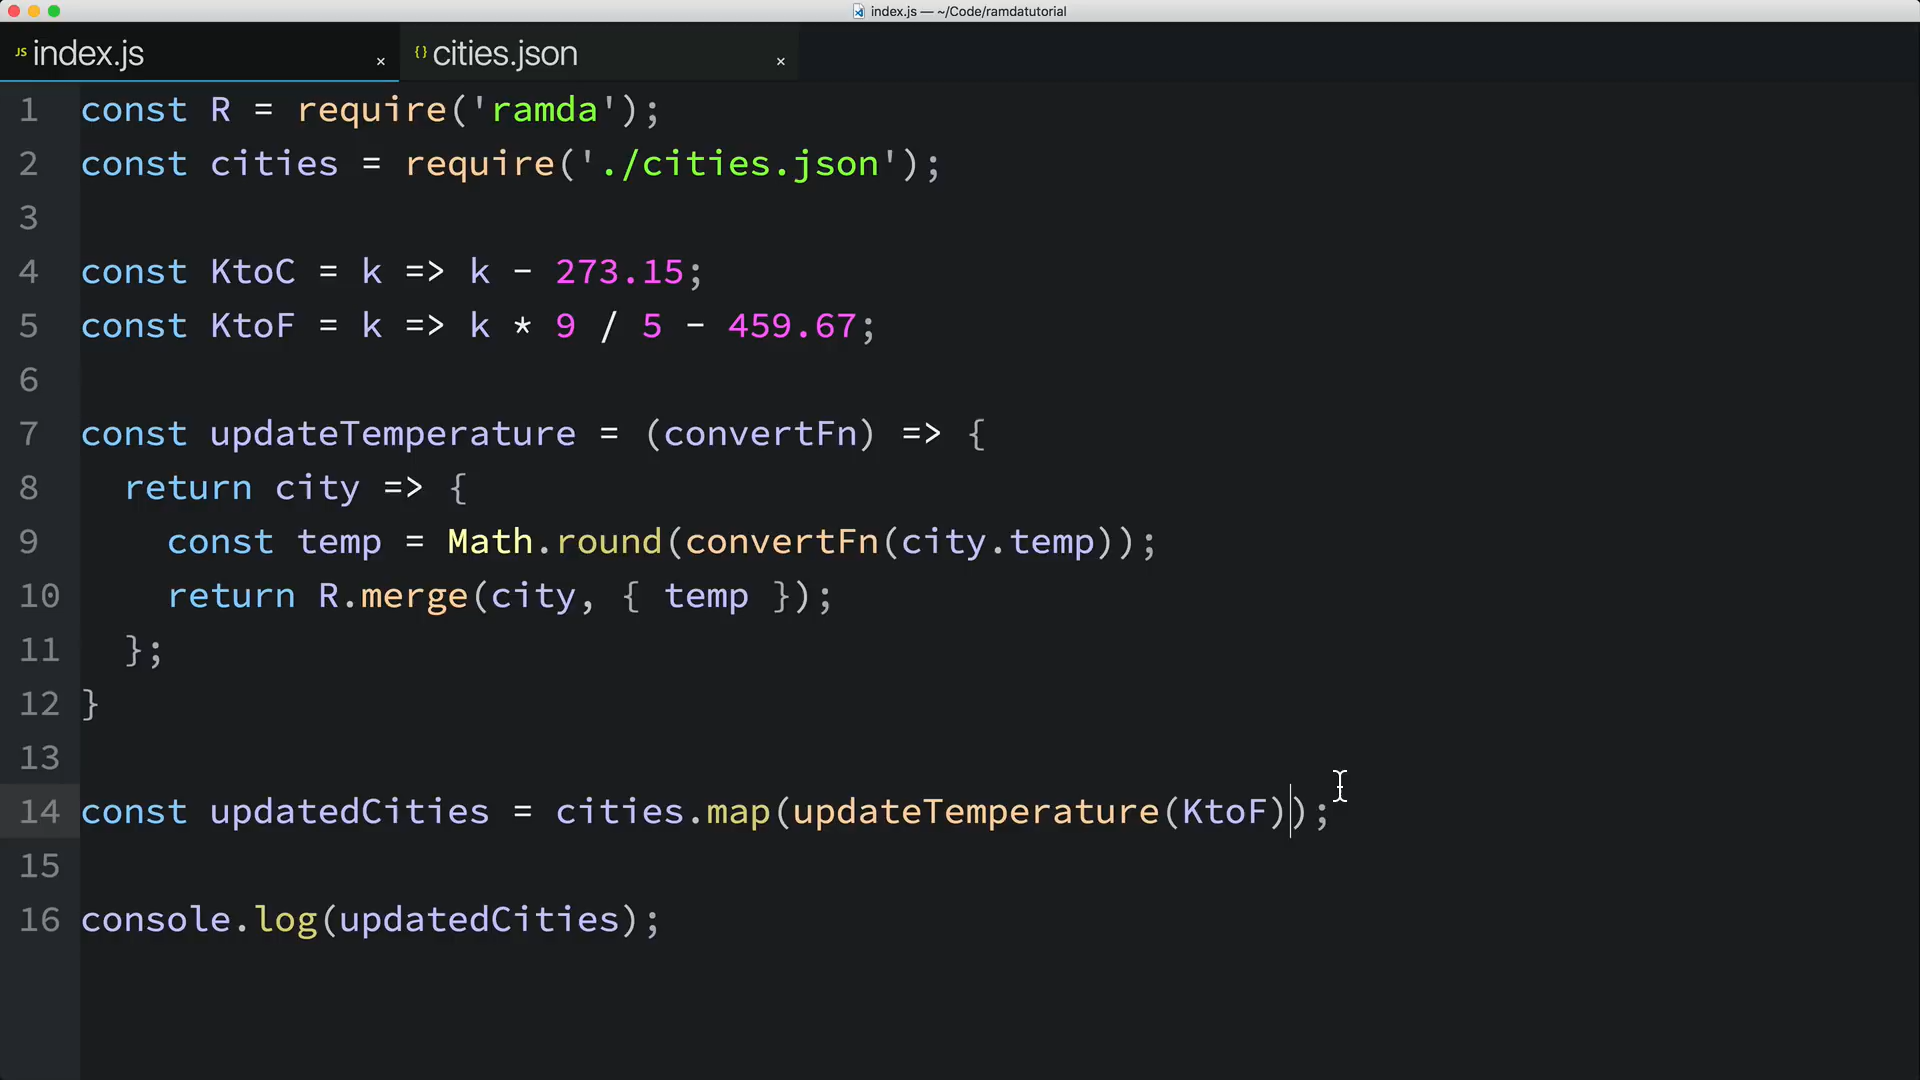 index.js — ~/Code/ramdatutorial
JS index.js × {} cities.json ×
1 const R = require('ramda');
2 const cities = require('./cities.json');
3
4 const KtoC = k => k - 273.15;
5 const KtoF = k => k * 9 / 5 - 459.67;
6
7 const updateTemperature = (convertFn) => {
8   return city => {
9     const temp = Math.round(convertFn(city.temp));
10     return R.merge(city, { temp });
11   };
12 }
13
14 const updatedCities = cities.map(updateTemperature(KtoF));
15
16 console.log(updatedCities);